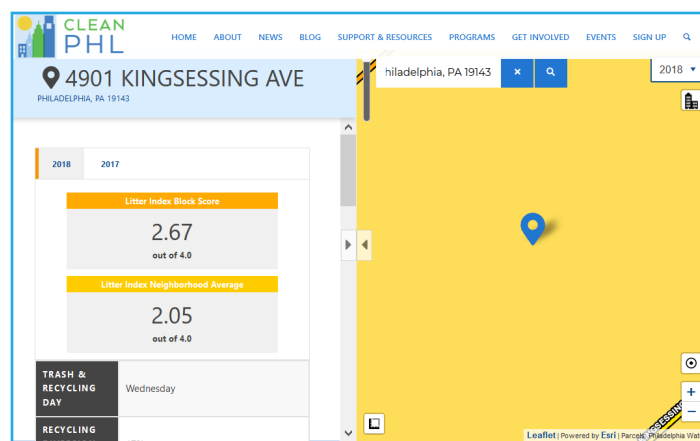 CLEAN
PHL
HOME ABOUT NEWS BLOG SUPPORT & RESOURCES PROGRAMS GET INVOLVED EVENTS SIGN UP
4901 KINGSESSING AVE
PHILADELPHIA, PA 19143
hiladelphia, PA 19143
2018
2018 2017
Litter Index Block Score
2.67
out of 4.0
Litter Index Neighborhood Average
2.05
out of 4.0
TRASH &
RECYCLING
DAY
Wednesday
RECYCLING
Leaflet | Powered by Esri | Parcels: Philadelphia Wat